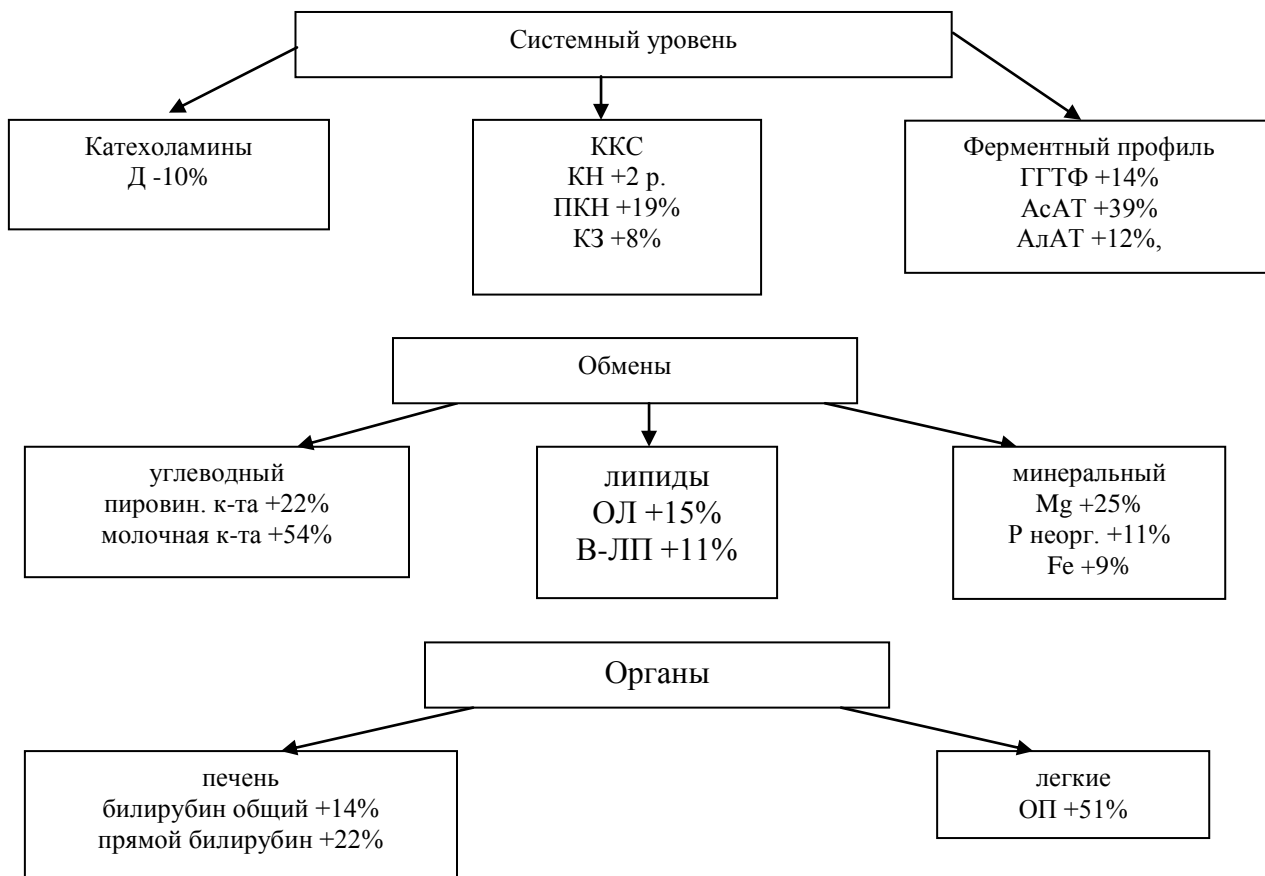 Системный уровень
Катехоламины
Д -10%
ККС
КН +2 р.
ПКН +19%
КЗ +8%
Ферментный профиль
ГГТФ +14%
АсАТ +39%
АлАТ +12%,
Обмены
углеводный
пировин. к-та +22%
молочная к-та +54%
липиды
ОЛ +15%
В-ЛП +11%
минеральный
Mg +25%
Р неорг. +11%
Fe +9%
Органы
печень
билирубин общий +14%
прямой билирубин +22%
легкие
ОП +51%